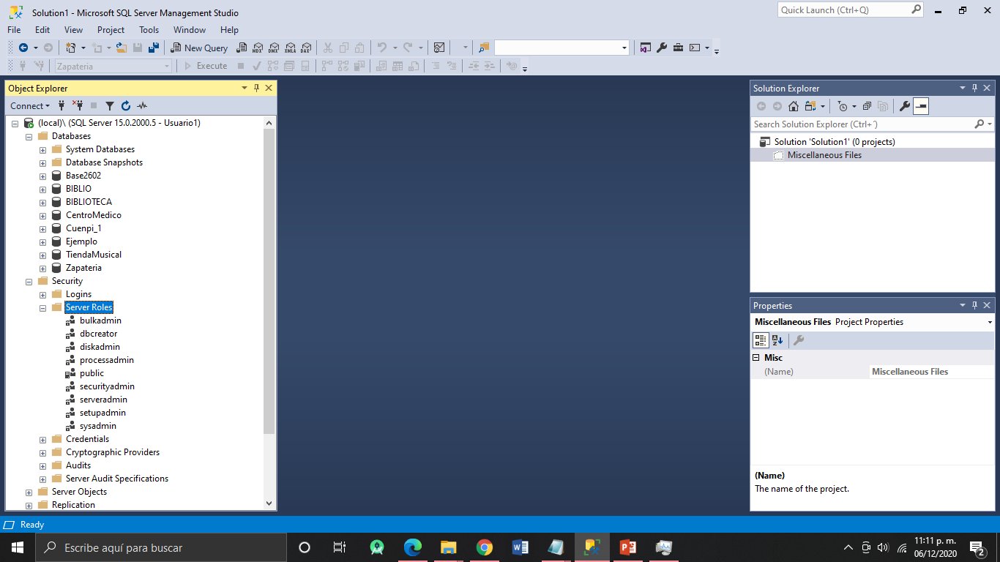 Solution1 - Microsoft SQL Server Management Studio
Quick Launch (Ctrl+Q)
File Edit View Project Tools Window Help
New Query
MDX DMX XMLA DAX
Zapateria
Execute
Object Explorer
Connect
(local)\ (SQL Server 15.0.2000.5 - Usuario1)
Databases
System Databases
Database Snapshots
Base2602
BIBLIO
BIBLIOTECA
CentroMedico
Cuenpi_1
Ejemplo
TiendaMusical
Zapateria
Security
Logins
Server Roles
bulkadmin
dbcreator
diskadmin
processadmin
public
securityadmin
serveradmin
setupadmin
sysadmin
Credentials
Cryptographic Providers
Audits
Server Audit Specifications
Server Objects
Replication
Solution Explorer
Search Solution Explorer (Ctrl+´)
Solution 'Solution1' (0 projects)
Miscellaneous Files
Properties
Miscellaneous Files Project Properties
Misc
(Name) Miscellaneous Files
(Name)
The name of the project.
Ready
Escribe aquí para buscar
11:11 p. m.
06/12/2020
2